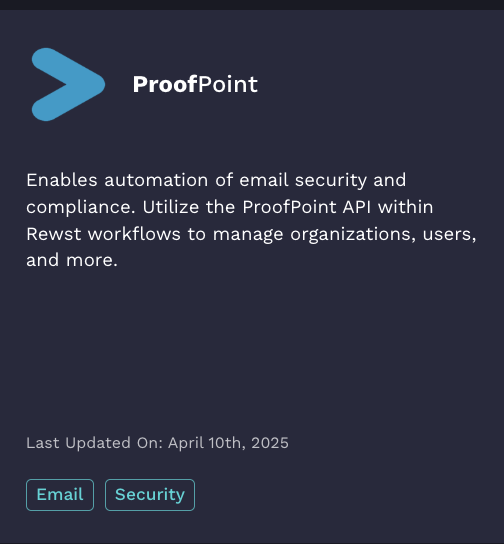 ProofPoint
Enables automation of email security and
compliance. Utilize the ProofPoint API within
Rewst workflows to manage organizations, users,
and more.
Last Updated On: April 10th, 2025
Email Security